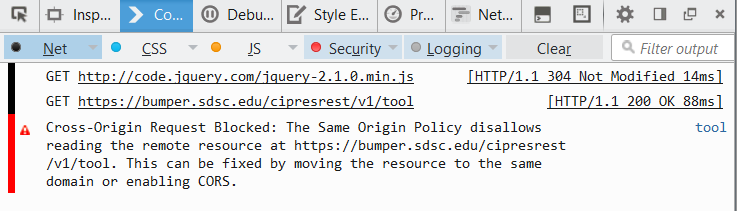 Insp... Co... Debu... Style E... Pr... Net...
Net CSS JS Security Logging Clear Filter output
GET http://code.jquery.com/jquery-2.1.0.min.js [HTTP/1.1 304 Not Modified 14ms]
GET https://bumper.sdsc.edu/cipresrest/v1/tool [HTTP/1.1 200 OK 88ms]
Cross-Origin Request Blocked: The Same Origin Policy disallows tool
reading the remote resource at https://bumper.sdsc.edu/cipresrest
/v1/tool. This can be fixed by moving the resource to the same
domain or enabling CORS.